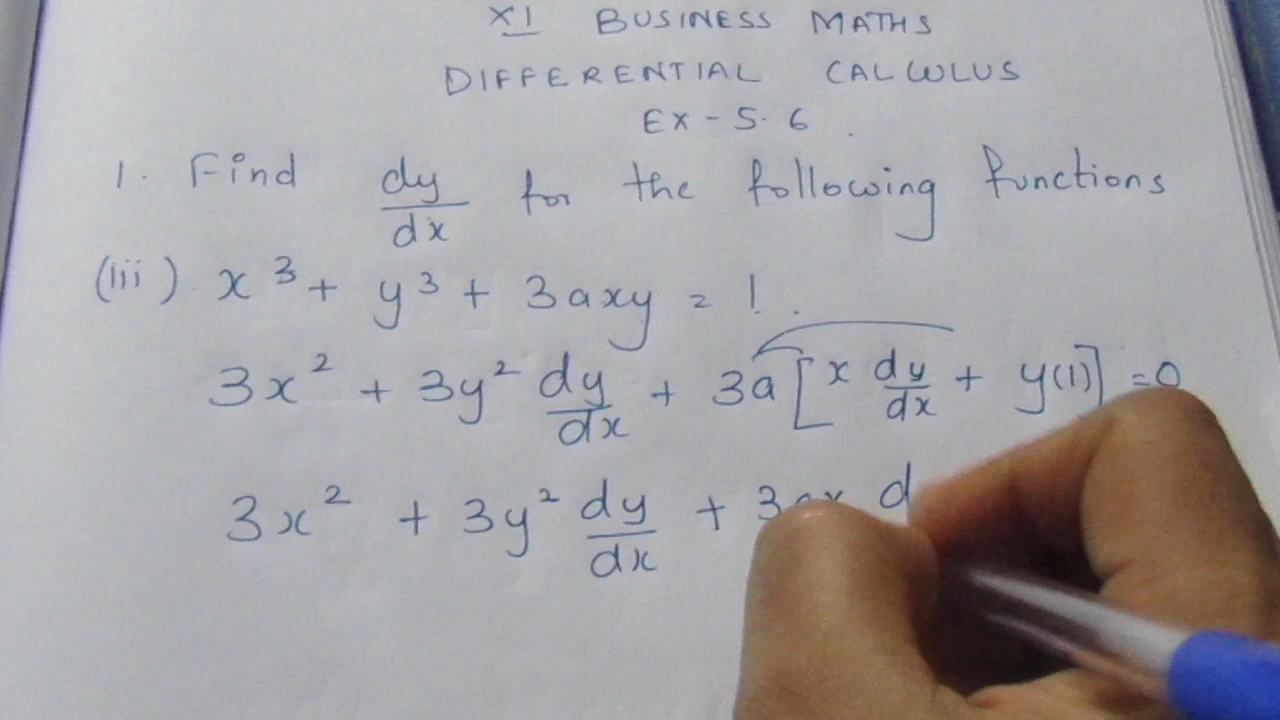 XI BUSINESS MATHS
DIFFERENTIAL CALCULUS
EX - 5.6
1. Find dy/dx for the following functions
(iii) x³ + y³ + 3axy = 1.
3x² + 3y² dy/dx + 3a[x dy/dx + y(1)] = 0
3x² + 3y² dy/dx + 3ax d